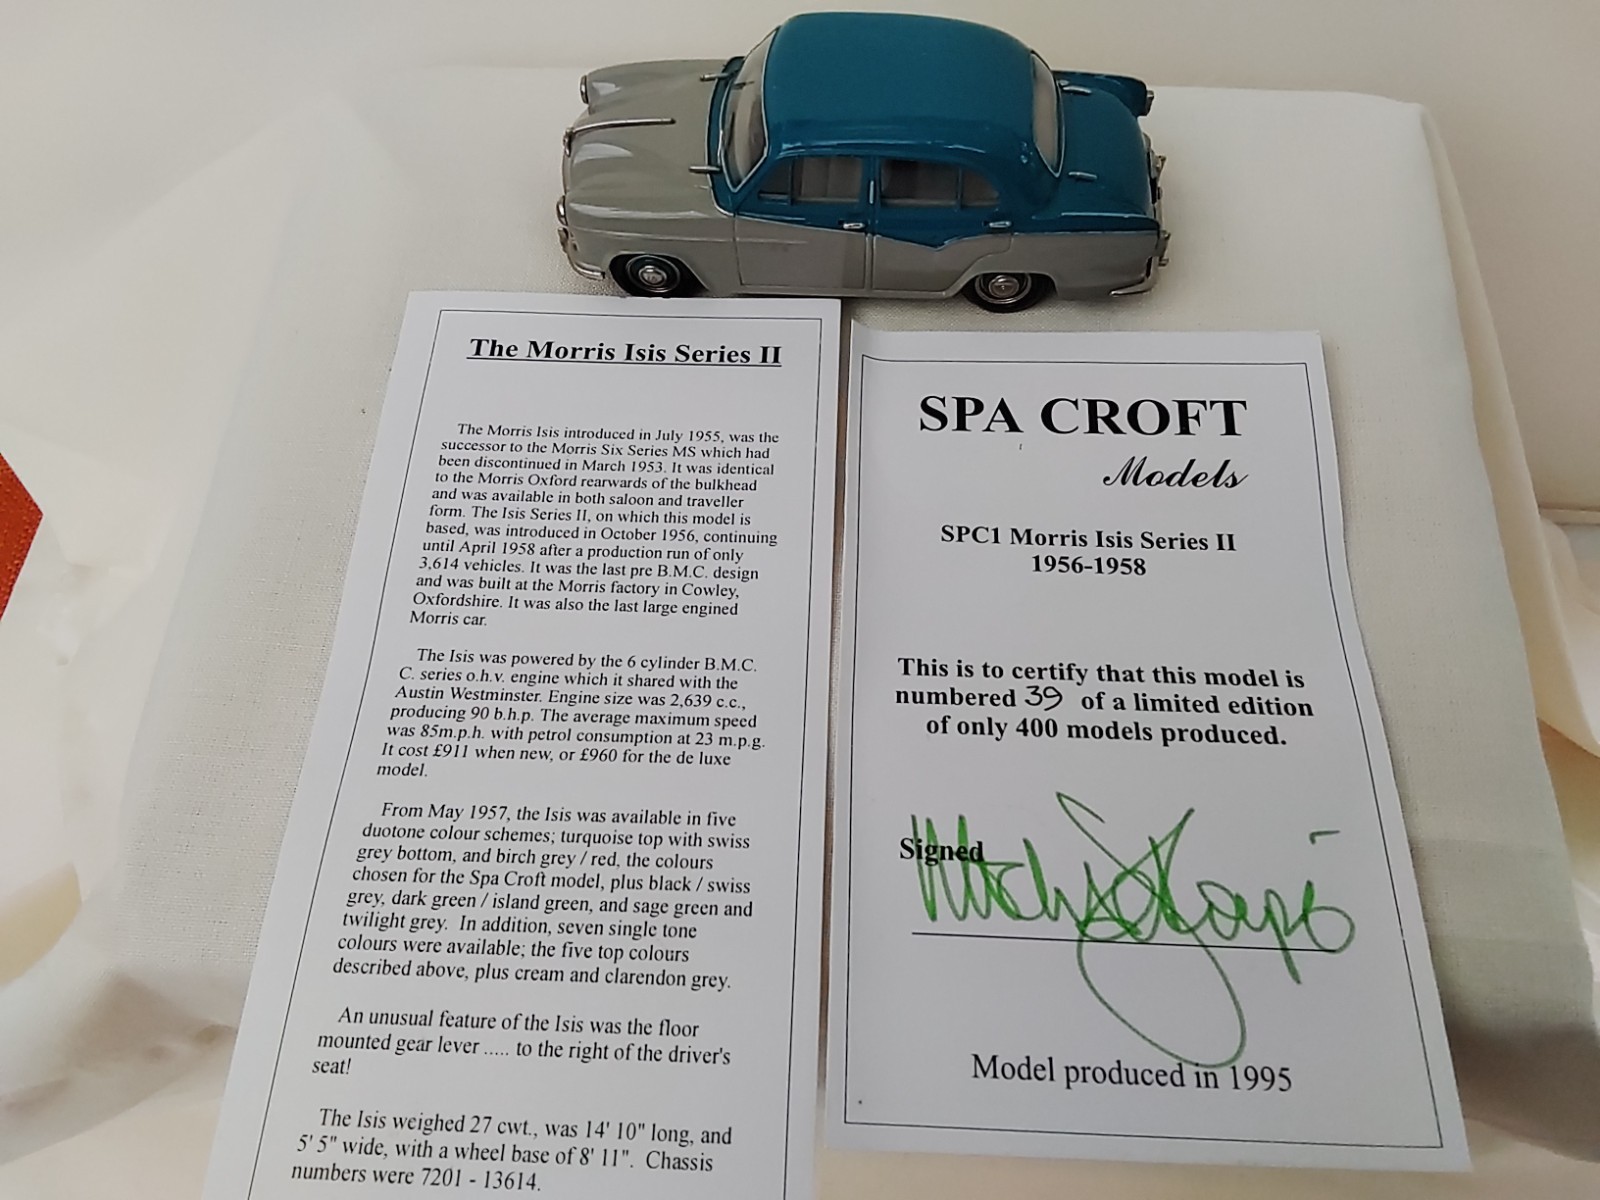 The Morris Isis Series II
The Morris Isis introduced in July 1955, was the
successor to the Morris Six Series MS which had
been discontinued in March 1953. It was identical
to the Morris Oxford rearwards of the bulkhead
and was available in both saloon and traveller
form. The Isis Series II, on which this model is
based, was introduced in October 1956, continuing
until April 1958 after a production run of only
3,614 vehicles. It was the last pre B.M.C. design
and was built at the Morris factory in Cowley,
Oxfordshire. It was also the last large engined
Morris car.
The Isis was powered by the 6 cylinder B.M.C.
C. series o.h.v. engine which it shared with the
Austin Westminster. Engine size was 2,639 c.c.,
producing 90 b.h.p. The average maximum speed
was 85m.p.h. with petrol consumption at 23 m.p.g.
It cost £911 when new, or £960 for the de luxe
model.
From May 1957, the Isis was available in five
duotone colour schemes; turquoise top with swiss
grey bottom, and birch grey / red, the colours
chosen for the Spa Croft model, plus black / swiss
grey, dark green / island green, and sage green and
twilight grey. In addition, seven single tone
colours were available; the five top colours
described above, plus cream and clarendon grey.
An unusual feature of the Isis was the floor
mounted gear lever ..... to the right of the driver's
seat!
The Isis weighed 27 cwt., was 14' 10" long, and
5' 5" wide, with a wheel base of 8' 11". Chassis
numbers were 7201 - 13614.
SPA CROFT
Models
SPC1 Morris Isis Series II
1956-1958
This is to certify that this model is
numbered 39 of a limited edition
of only 400 models produced.
Signed
Model produced in 1995